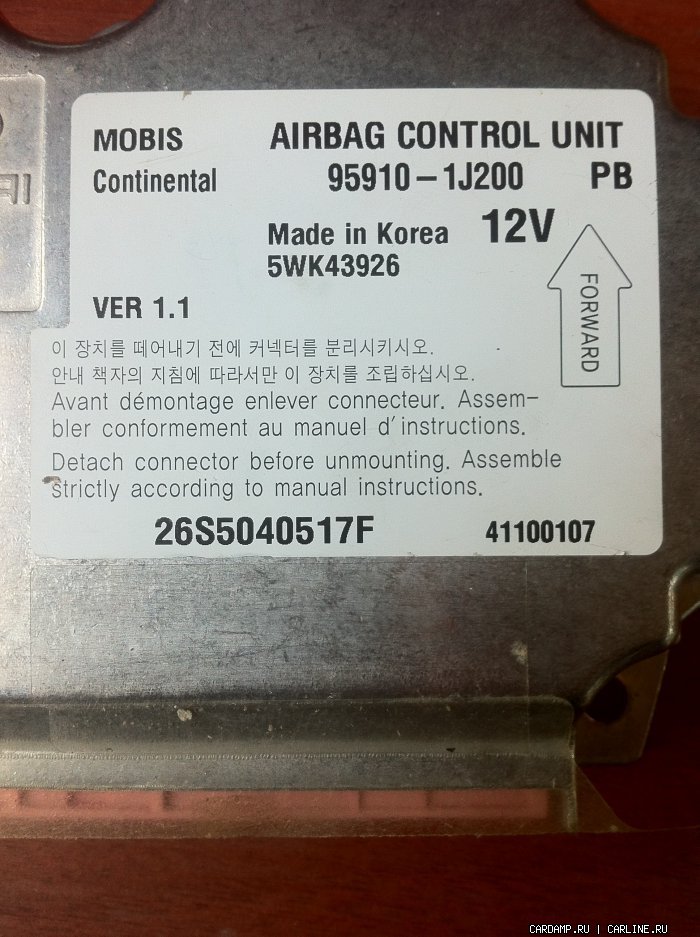 MOBIS AIRBAG CONTROL UNIT
Continental 95910-1J200 PB
Made in Korea 12V
5WK43926
FORWARD
VER 1.1
이 장치를 떼어내기 전에 커넥터를 분리시키시오.
안내 책자의 지침에 따라서만 이 장치를 조립하십시오.
Avant démontage enlever connecteur. Assem-
bler conformement au manuel d'instructions.
Detach connector before unmounting. Assemble
strictly according to manual instructions.
26S5040517F 41100107
CARDAMP.RU | CARLINE.RU